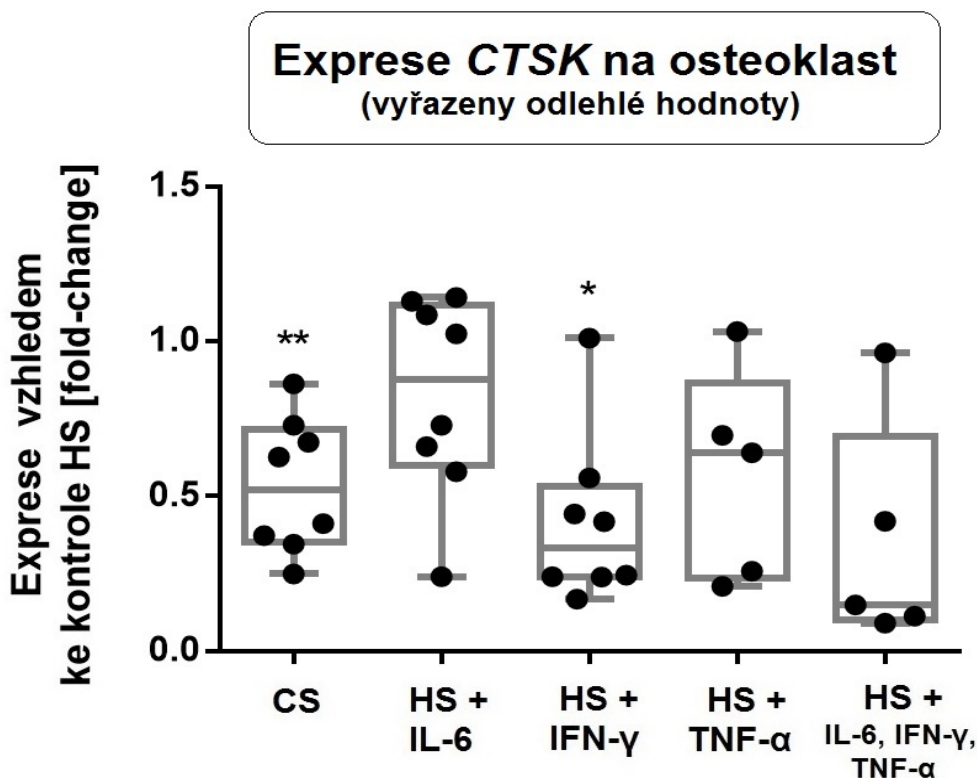 Exprese CTSK na osteoklast
(vyřazeny odlehlé hodnoty)
Exprese vzhledem
ke kontrole HS [fold-change]
1.5
1.0
0.5
0.0
**
*
CS
HS +
IL-6
HS +
IFN-γ
HS +
TNF-α
HS +
IL-6, IFN-γ,
TNF-α